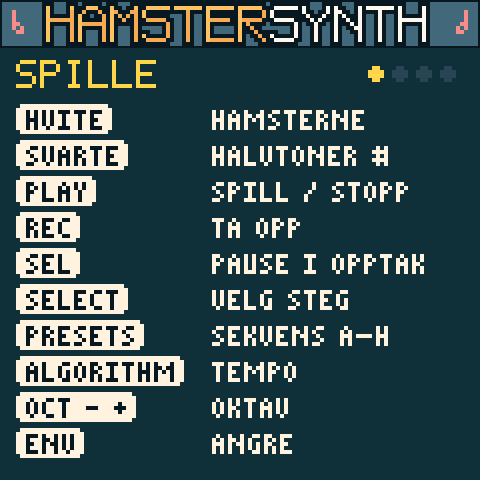 HAMSTERSYNTH
SPILLE
HVITE HAMSTERNE
SVARTE HALVTONER #
PLAY SPILL / STOPP
REC TA OPP
SEL PAUSE I OPPTAK
SELECT VELG STEG
PRESETS SEKVENS A-H
ALGORITHM TEMPO
OCT - + OKTAV
ENV ANGRE